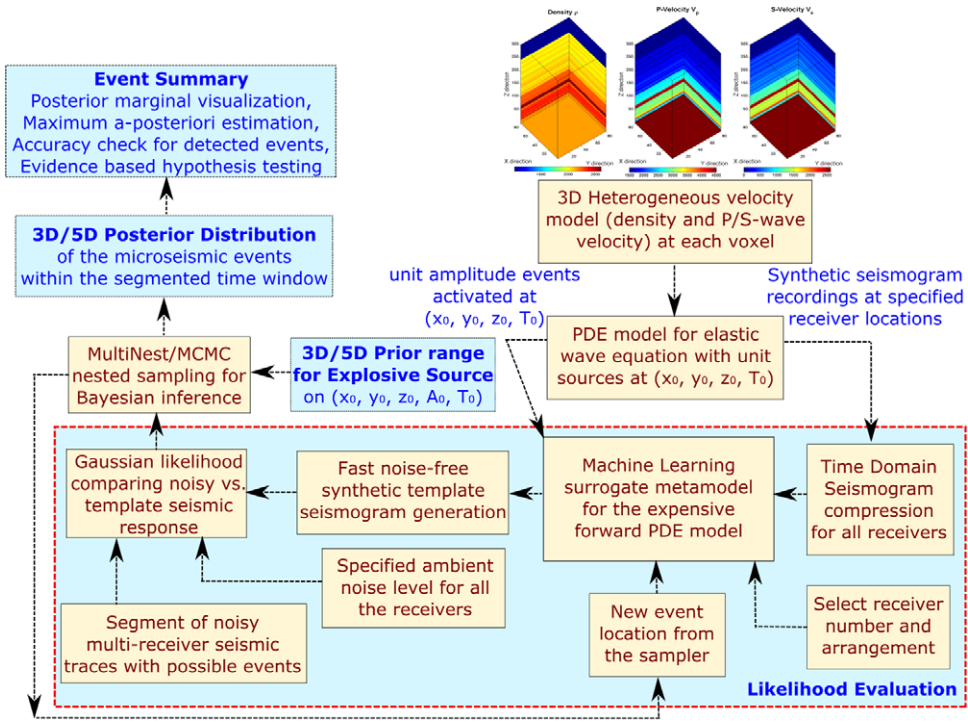 Density ρ
P-Velocity Vp
S-Velocity Vs
Z direction
X direction
Y direction
X direction
Y direction
X direction
Y direction
3D Heterogeneous velocity
model (density and P/S-wave
velocity) at each voxel
Event Summary
Posterior marginal visualization,
Maximum a-posteriori estimation,
Accuracy check for detected events,
Evidence based hypothesis testing
3D/5D Posterior Distribution
of the microseismic events
within the segmented time window
unit amplitude events
activated at
(x₀, y₀, z₀, T₀)
Synthetic seismogram
recordings at specified
receiver locations
PDE model for elastic
wave equation with unit
sources at (x₀, y₀, z₀, T₀)
MultiNest/MCMC
nested sampling for
Bayesian inference
3D/5D Prior range
for Explosive Source
on (x₀, y₀, z₀, A₀, T₀)
Gaussian likelihood
comparing noisy vs.
template seismic
response
Fast noise-free
synthetic template
seismogram generation
Machine Learning
surrogate metamodel
for the expensive
forward PDE model
Time Domain
Seismogram
compression
for all receivers
Specified ambient
noise level for all
the receivers
Segment of noisy
multi-receiver seismic
traces with possible events
New event
location from
the sampler
Select receiver
number and
arrangement
Likelihood Evaluation